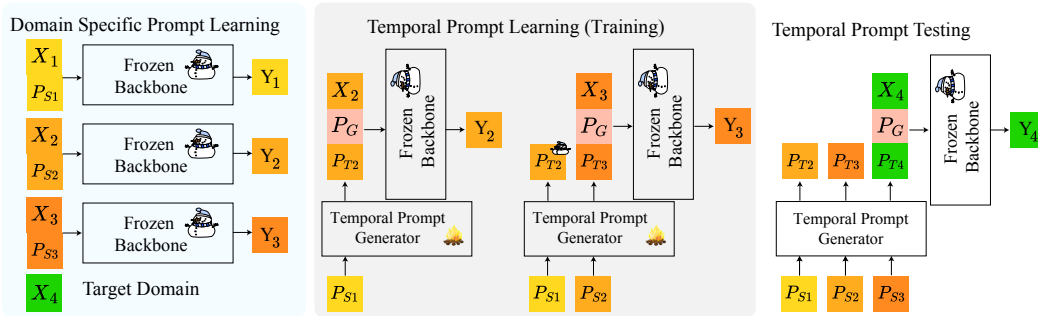 Domain Specific Prompt Learning
X1
PS1
Frozen
Backbone
Y1
X2
PS2
Frozen
Backbone
Y2
X3
PS3
Frozen
Backbone
Y3
X4
Target Domain
Temporal Prompt Learning (Training)
X2
PG
PT2
Frozen
Backbone
Y2
Temporal Prompt
Generator
PS1
X3
PG
PT2
PT3
Frozen
Backbone
Y3
Temporal Prompt
Generator
PS1
PS2
Temporal Prompt Testing
X4
PG
PT2
PT3
PT4
Frozen
Backbone
Y4
Temporal Prompt
Generator
PS1
PS2
PS3